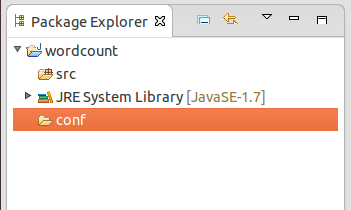 Package Explorer
wordcount
src
JRE System Library [JavaSE-1.7]
conf